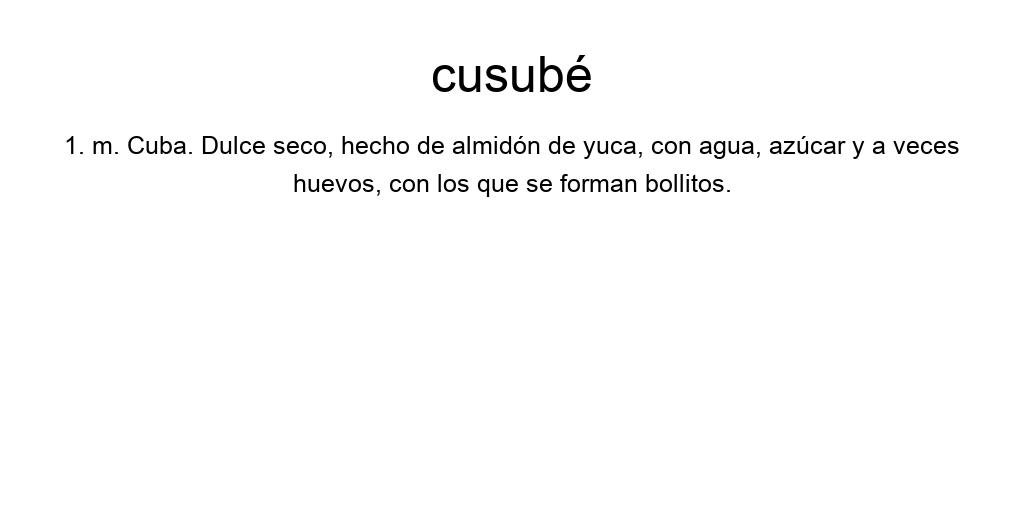 cusubé
1. m. Cuba. Dulce seco, hecho de almidón de yuca, con agua, azúcar y a veces
huevos, con los que se forman bollitos.